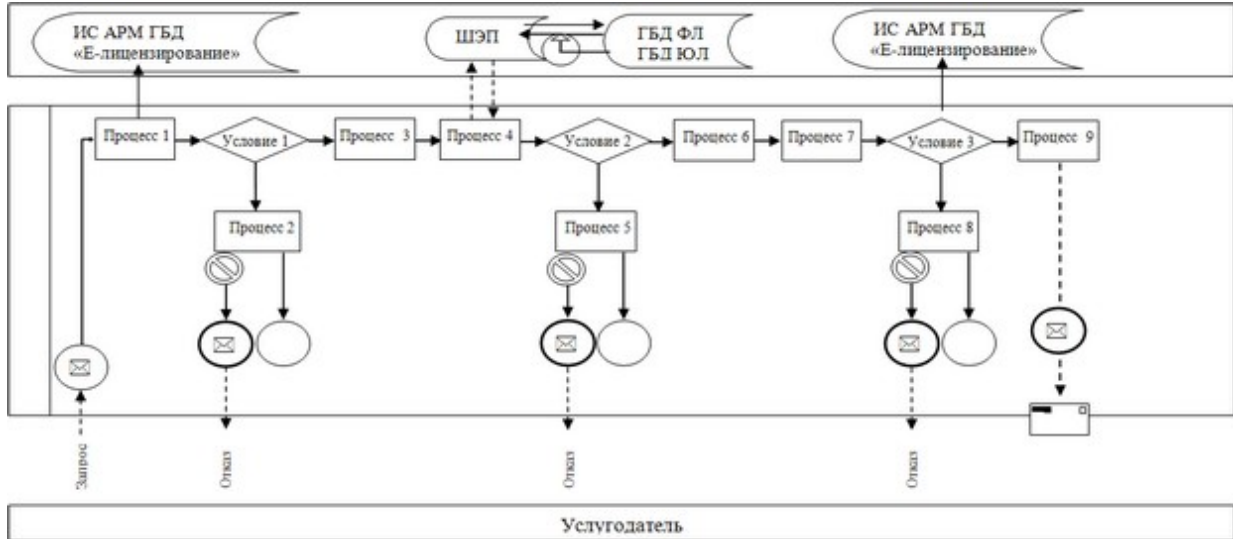 ИС АРМ ГБД
«Е-лицензирование»
ШЭП
ГБД ФЛ
ГБД ЮЛ
ИС АРМ ГБД
«Е-лицензирование»
Процесс 1
Условие 1
Процесс 3
Процесс 4
Условие 2
Процесс 6
Процесс 7
Условие 3
Процесс 9
Процесс 2
Процесс 5
Процесс 8
Запрос
Отказ
Отказ
Отказ
Услугодатель